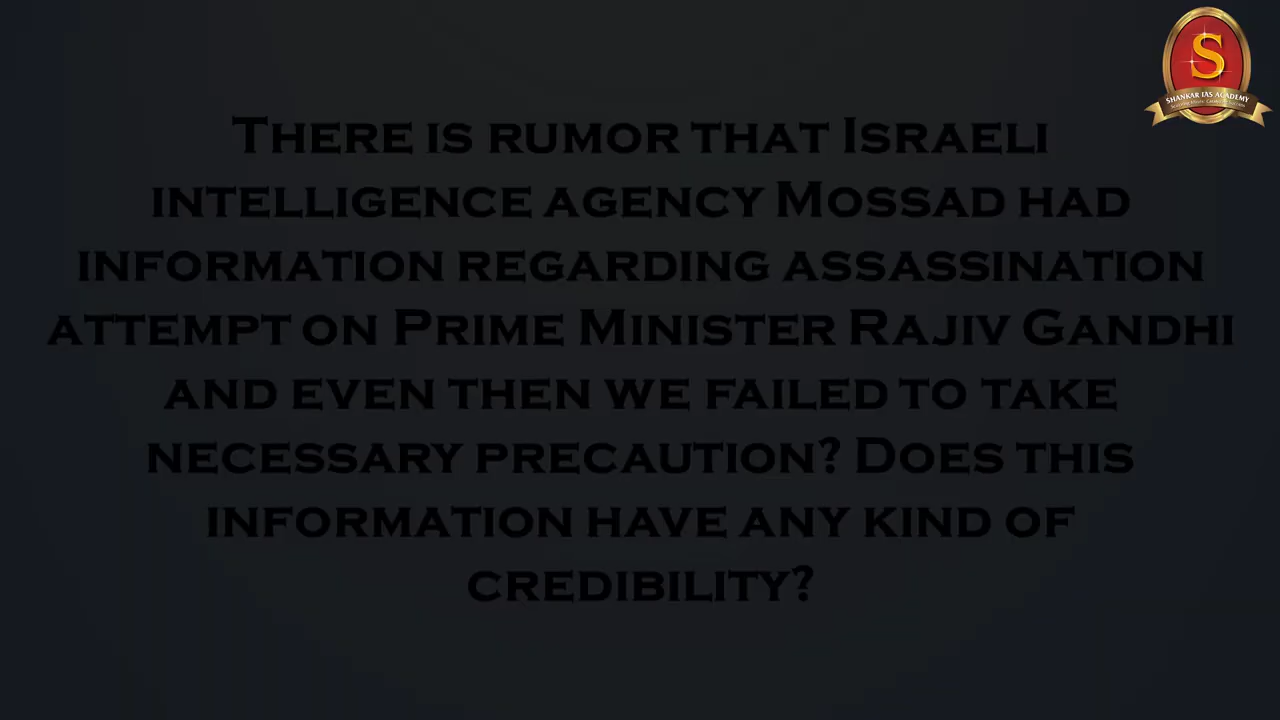 There is rumor that Israeli
intelligence agency Mossad had
information regarding assassination
attempt on Prime Minister Rajiv Gandhi
and even then we failed to take
necessary precaution? Does this
information have any kind of
credibility?
S
SHANKAR IAS ACADEMY